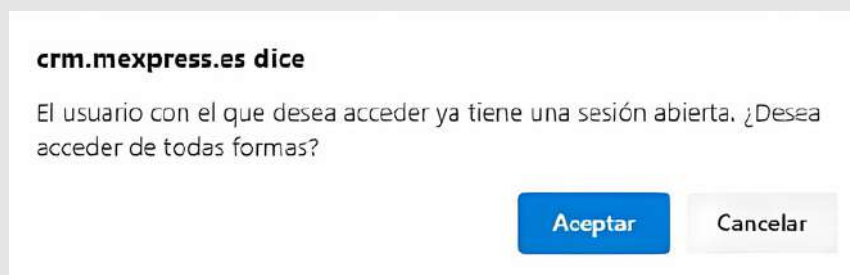 crm.mexpress.es dice
El usuario con el que desea acceder ya tiene una sesión abierta. ¿Desea
acceder de todas formas?
Aceptar
Cancelar